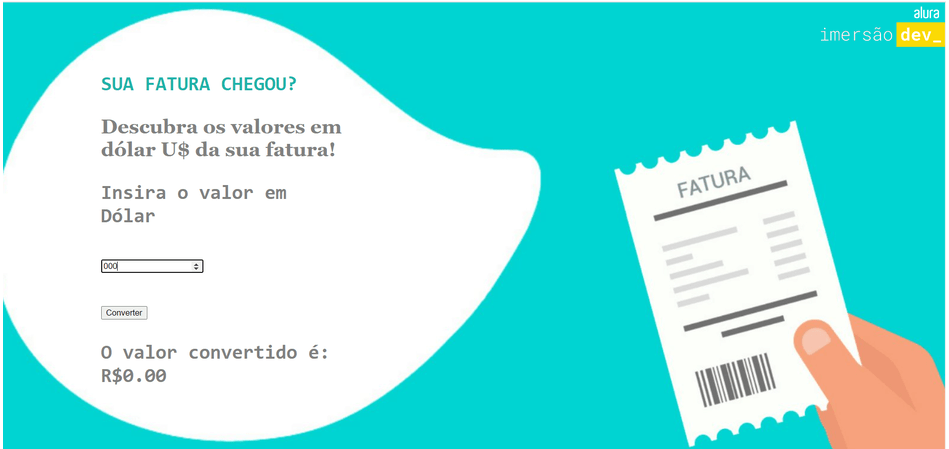 alura
imersão dev_
SUA FATURA CHEGOU?
Descubra os valores em
dólar U$ da sua fatura!
Insira o valor em
Dólar
000
Converter
O valor convertido é:
R$0.00
FATURA